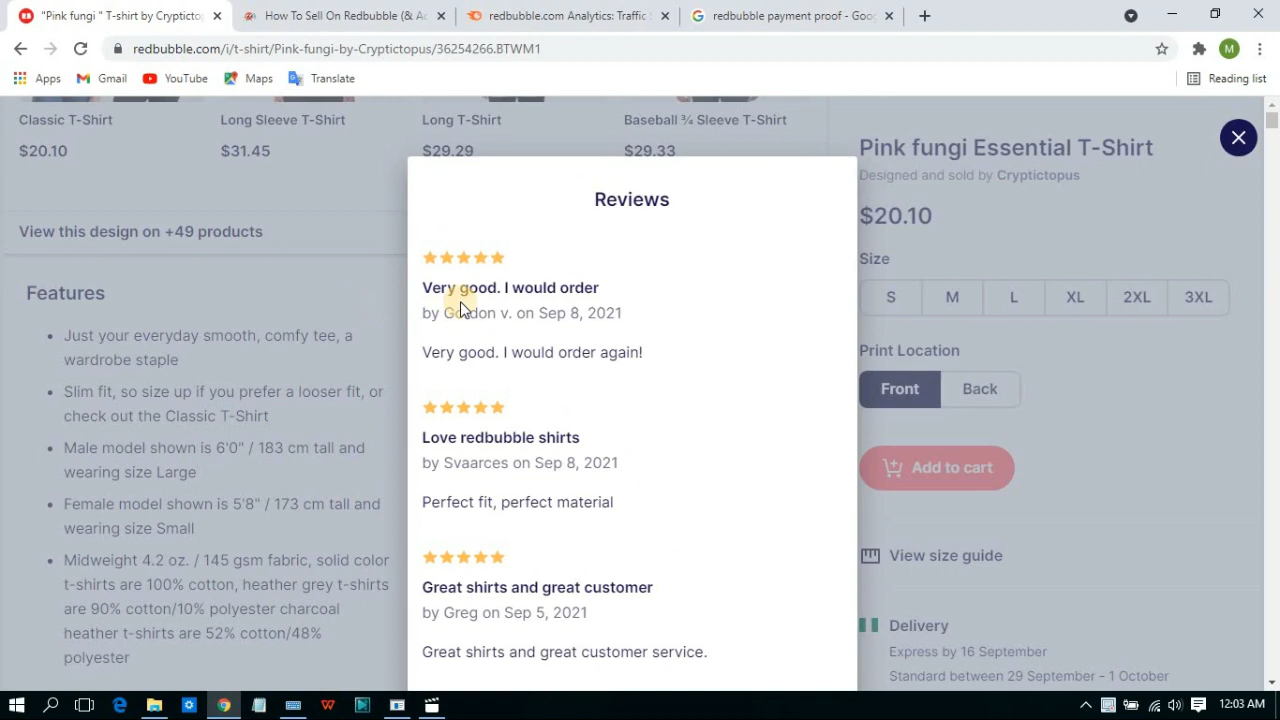 "Pink fungi " T-shirt by Crypticto
How To Sell On Redbubble (& Ac
redbubble.com Analytics: Traffic S
redbubble payment proof - Goog
redbubble.com/i/t-shirt/Pink-fungi-by-Cryptictopus/36254266.BTWM1
M
Apps
Gmail
YouTube
Maps
Translate
Reading list
Classic T-Shirt
Long Sleeve T-Shirt
Long T-Shirt
Baseball ¾ Sleeve T-Shirt
$20.10
$31.45
$29.29
$29.33
View this design on +49 products
Features
Just your everyday smooth, comfy tee, a
wardrobe staple
Slim fit, so size up if you prefer a looser fit, or
check out the Classic T-Shirt
Male model shown is 6'0" / 183 cm tall and
wearing size Large
Female model shown is 5'8" / 173 cm tall and
wearing size Small
Midweight 4.2 oz. / 145 gsm fabric, solid color
t-shirts are 100% cotton, heather grey t-shirts
are 90% cotton/10% polyester charcoal
heather t-shirts are 52% cotton/48%
polyester
Reviews
Very good. I would order
by Gordon v. on Sep 8, 2021
Very good. I would order again!
Love redbubble shirts
by Svaarces on Sep 8, 2021
Perfect fit, perfect material
Great shirts and great customer
by Greg on Sep 5, 2021
Great shirts and great customer service.
Pink fungi Essential T-Shirt
Designed and sold by Cryptictopus
$20.10
Size
S M L XL 2XL 3XL
Print Location
Front Back
Add to cart
View size guide
Delivery
Express by 16 September
Standard between 29 September - 1 October
12:03 AM